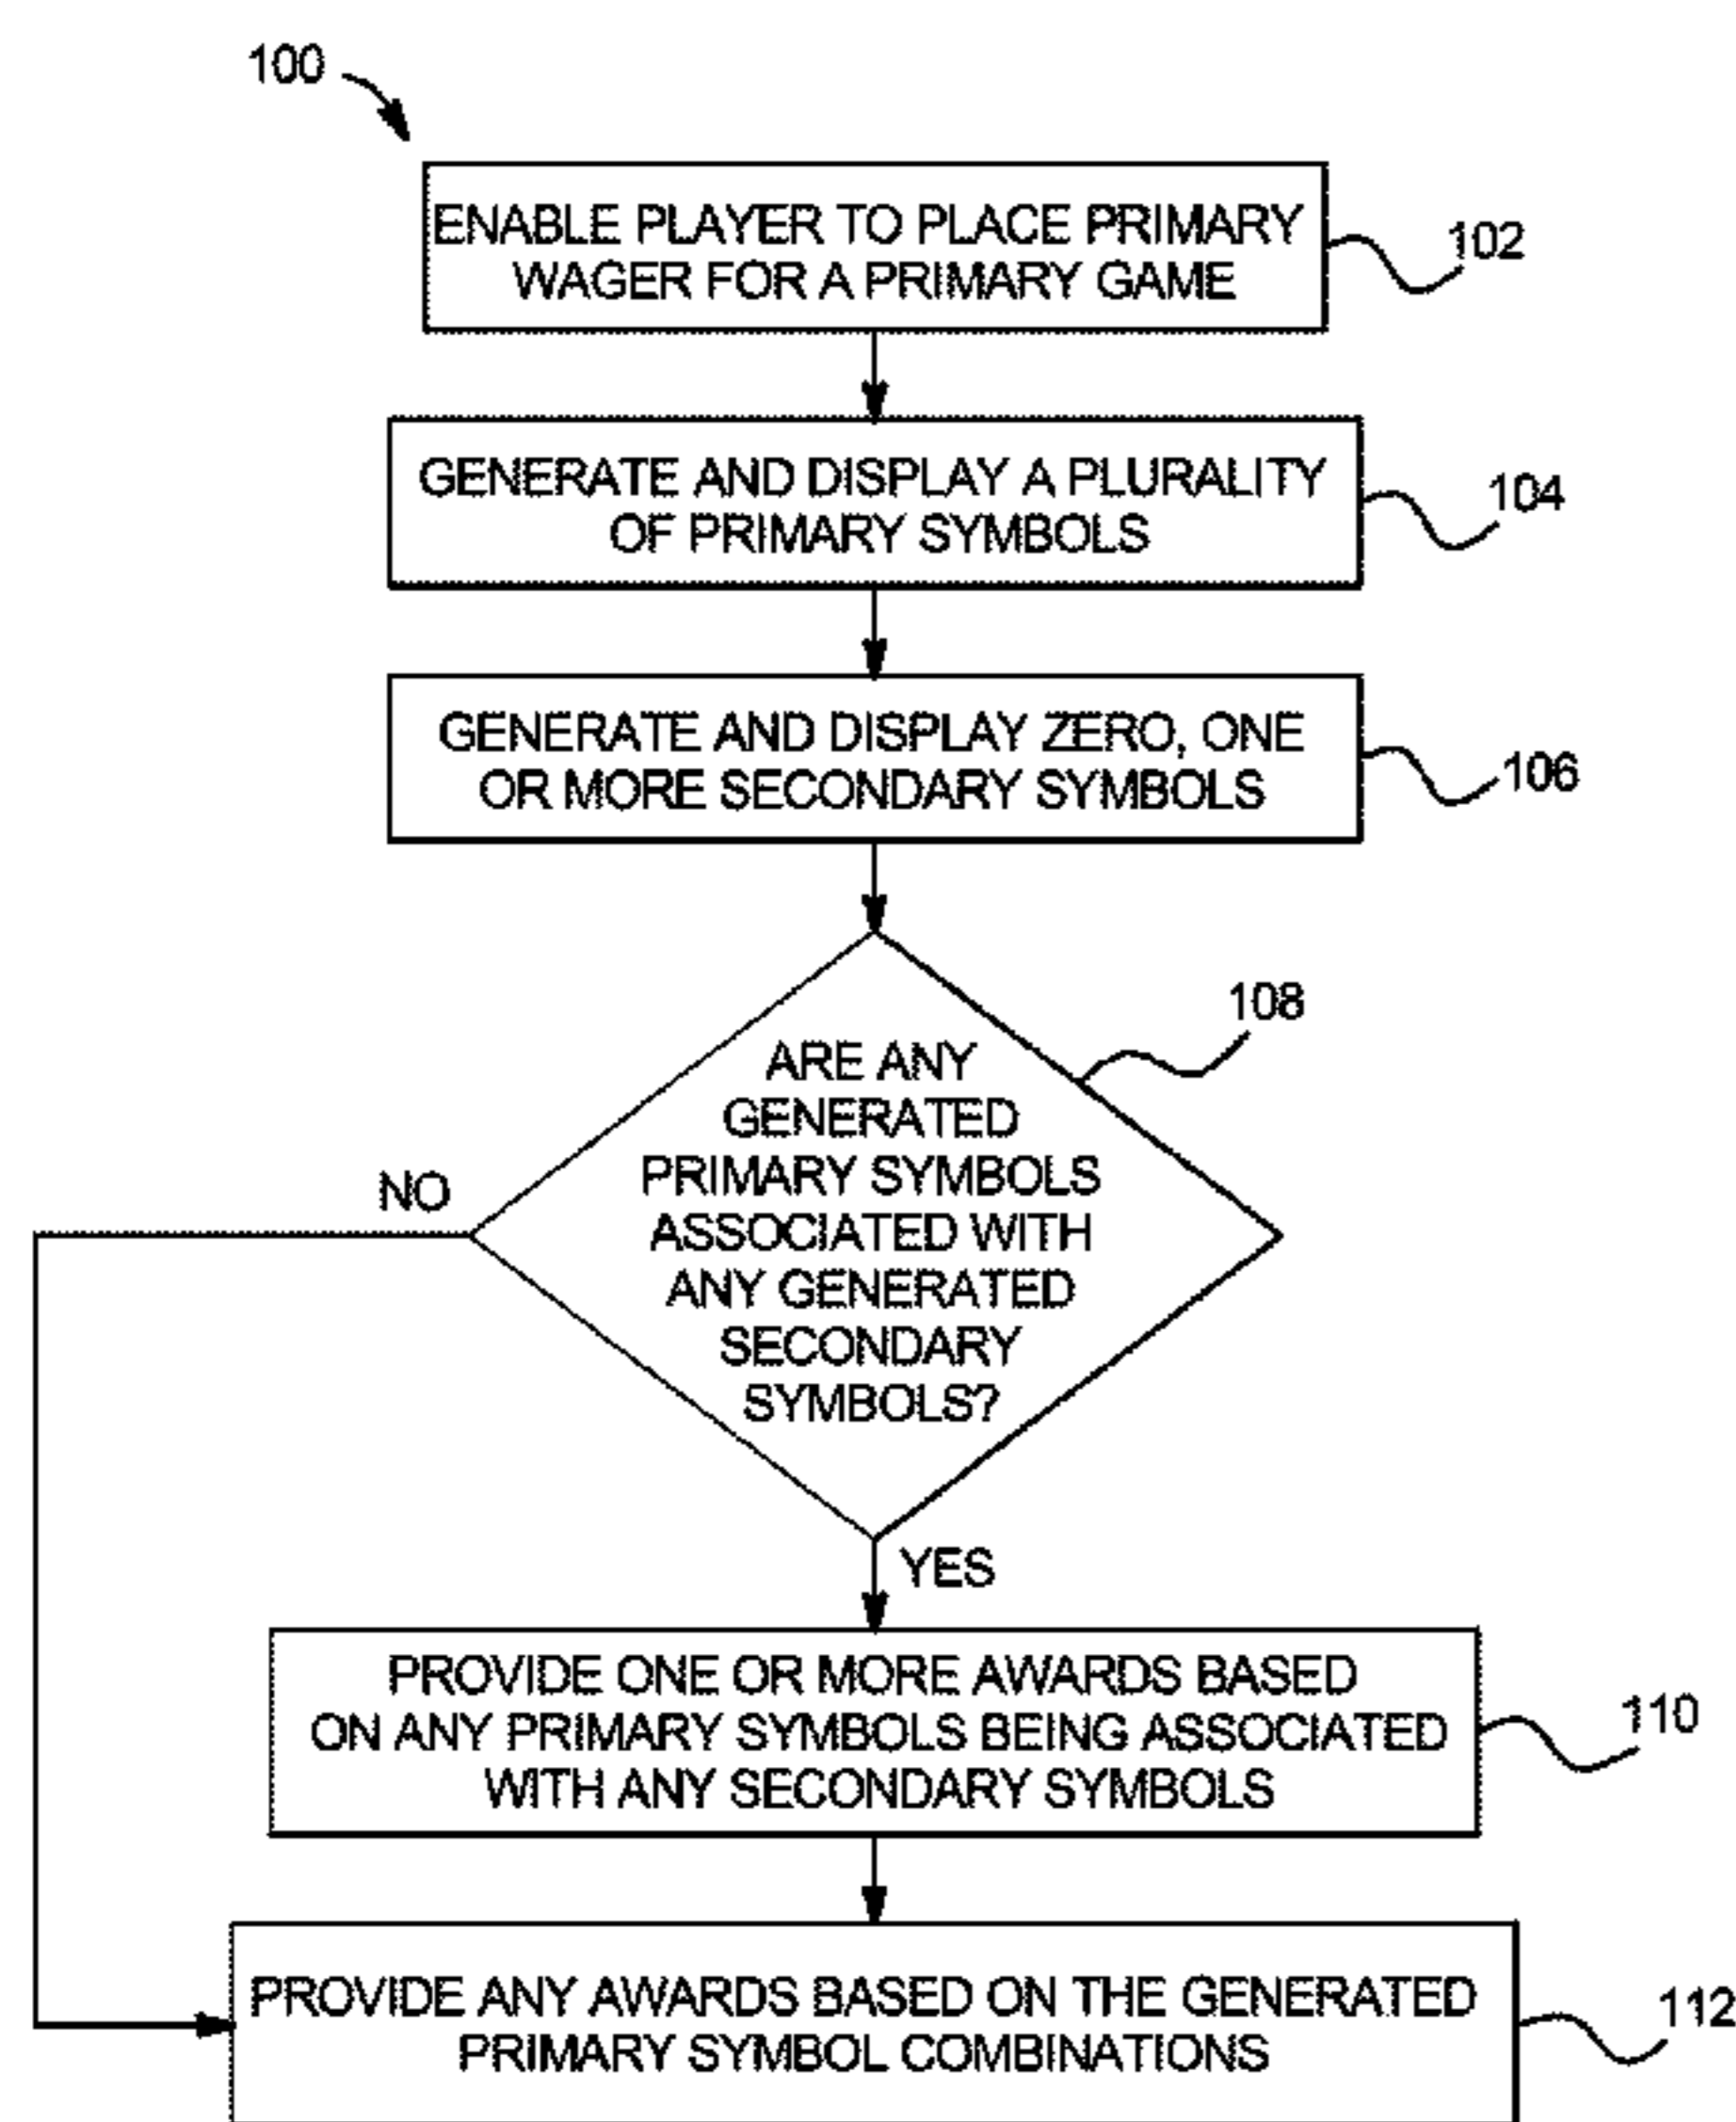 100
ENABLE PLAYER TO PLACE PRIMARY
WAGER FOR A PRIMARY GAME
102
GENERATE AND DISPLAY A PLURALITY
OF PRIMARY SYMBOLS
104
GENERATE AND DISPLAY ZERO, ONE
OR MORE SECONDARY SYMBOLS
106
108
ARE ANY
GENERATED
PRIMARY SYMBOLS
ASSOCIATED WITH
ANY GENERATED
SECONDARY
SYMBOLS?
NO
YES
PROVIDE ONE OR MORE AWARDS BASED
ON ANY PRIMARY SYMBOLS BEING ASSOCIATED
WITH ANY SECONDARY SYMBOLS
110
PROVIDE ANY AWARDS BASED ON THE GENERATED
PRIMARY SYMBOL COMBINATIONS
112